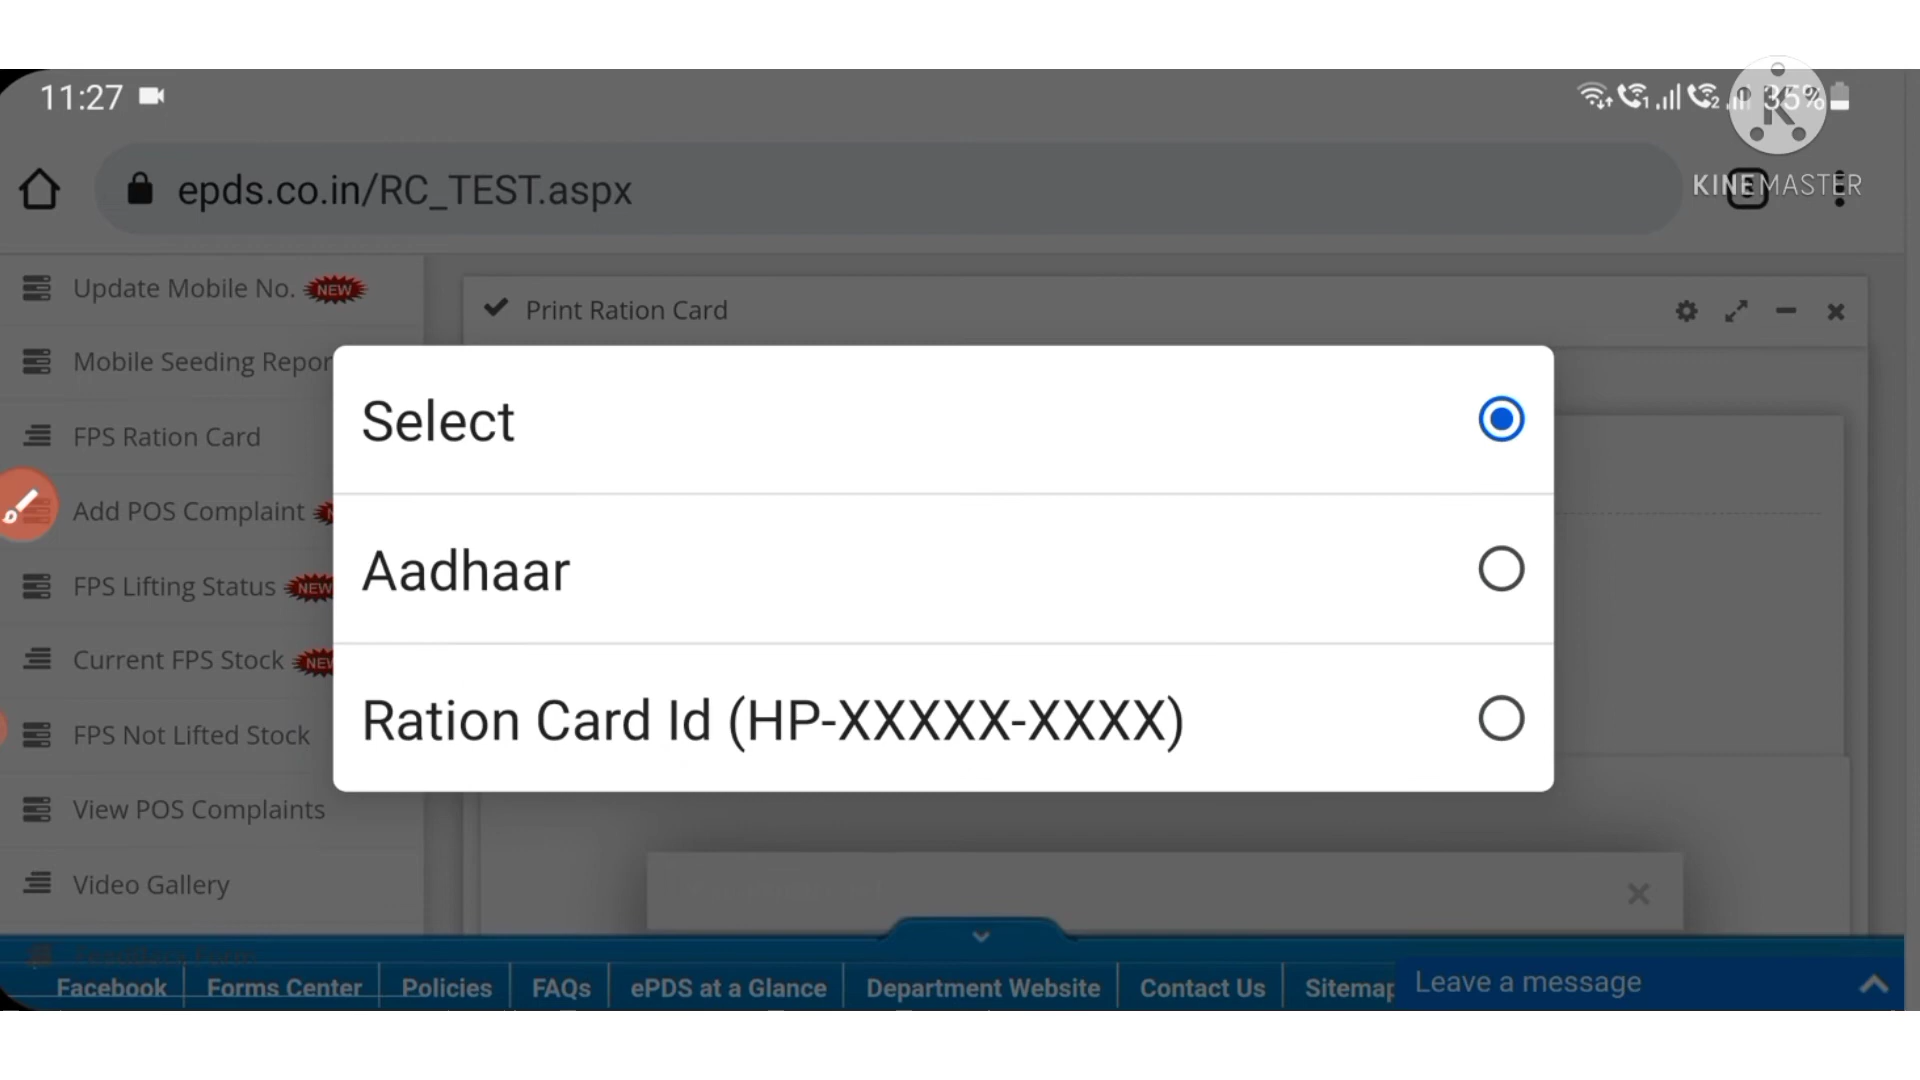 11:27
35%
KINEMASTER
epds.co.in/RC_TEST.aspx
Update Mobile No. NEW
Print Ration Card
Mobile Seeding Repor
FPS Ration Card
Add POS Complaint
FPS Lifting Status NEW
Current FPS Stock NEW
FPS Not Lifted Stock
View POS Complaints
Video Gallery
Select
Aadhaar
Ration Card Id (HP-XXXXX-XXXX)
Facebook
Forms Center
Policies
FAQs
ePDS at a Glance
Department Website
Contact Us
Sitemap
Leave a message